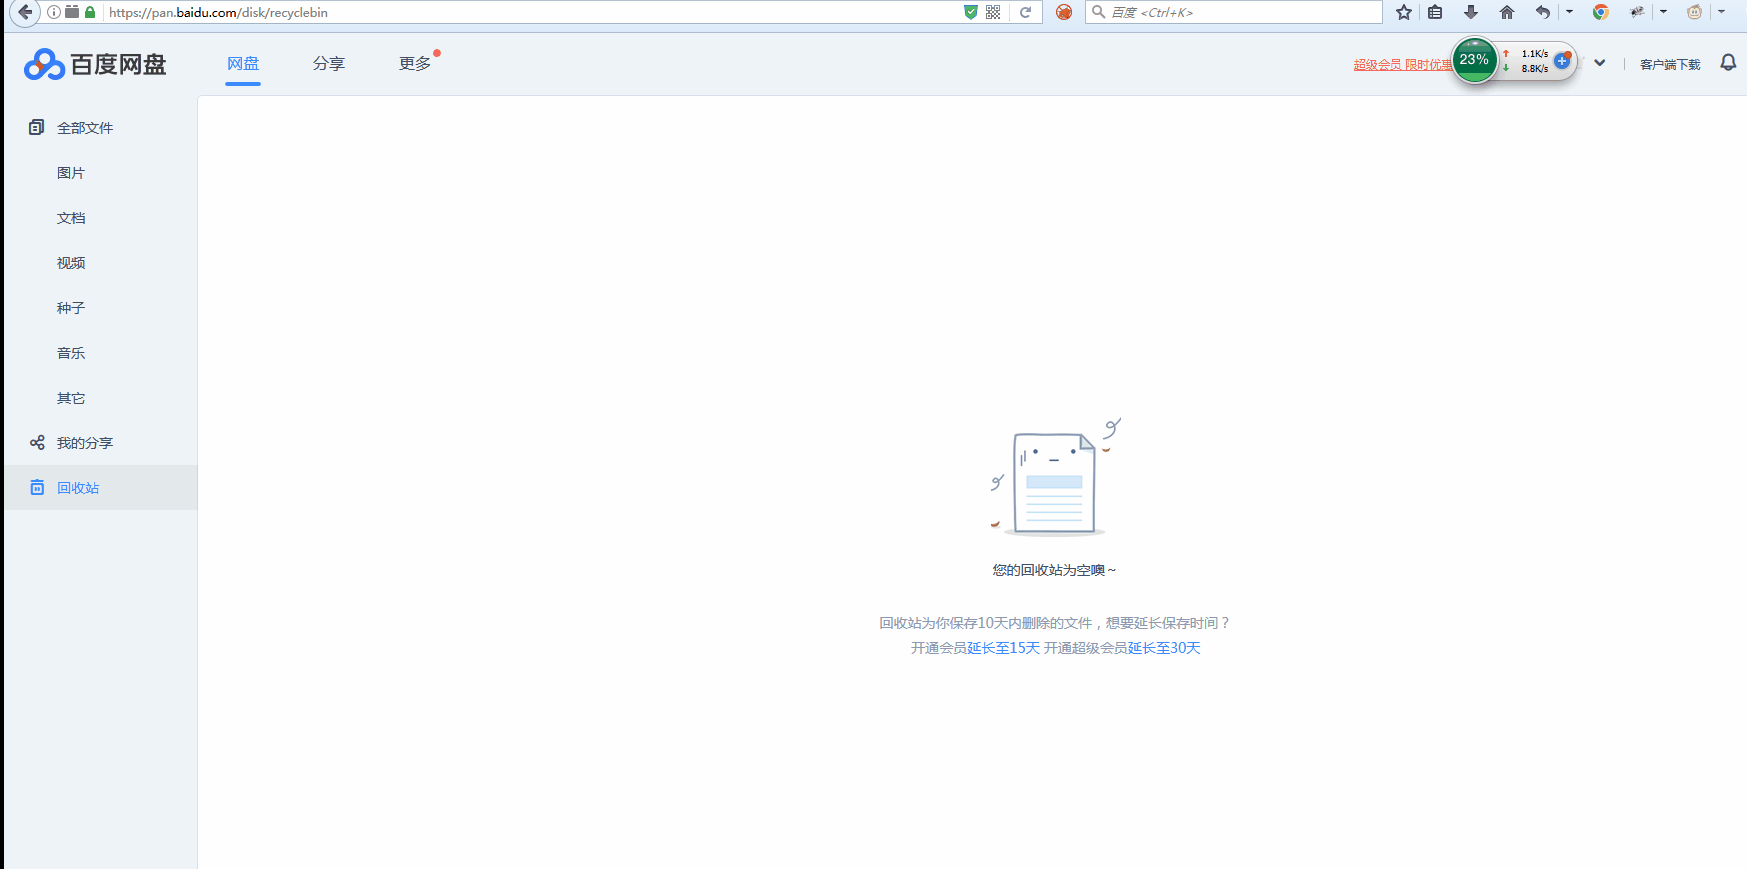 https://pan.baidu.com/disk/recyclebin
百度 <Ctrl+K>
百度网盘
网盘
分享
更多
超级会员 限时优惠
23%
1.1K/s
8.8K/s
客户端下载
全部文件
图片
文档
视频
种子
音乐
其它
我的分享
回收站
您的回收站为空噢~
回收站为你保存10天内删除的文件，想要延长保存时间？
开通会员延长至15天 开通超级会员延长至30天